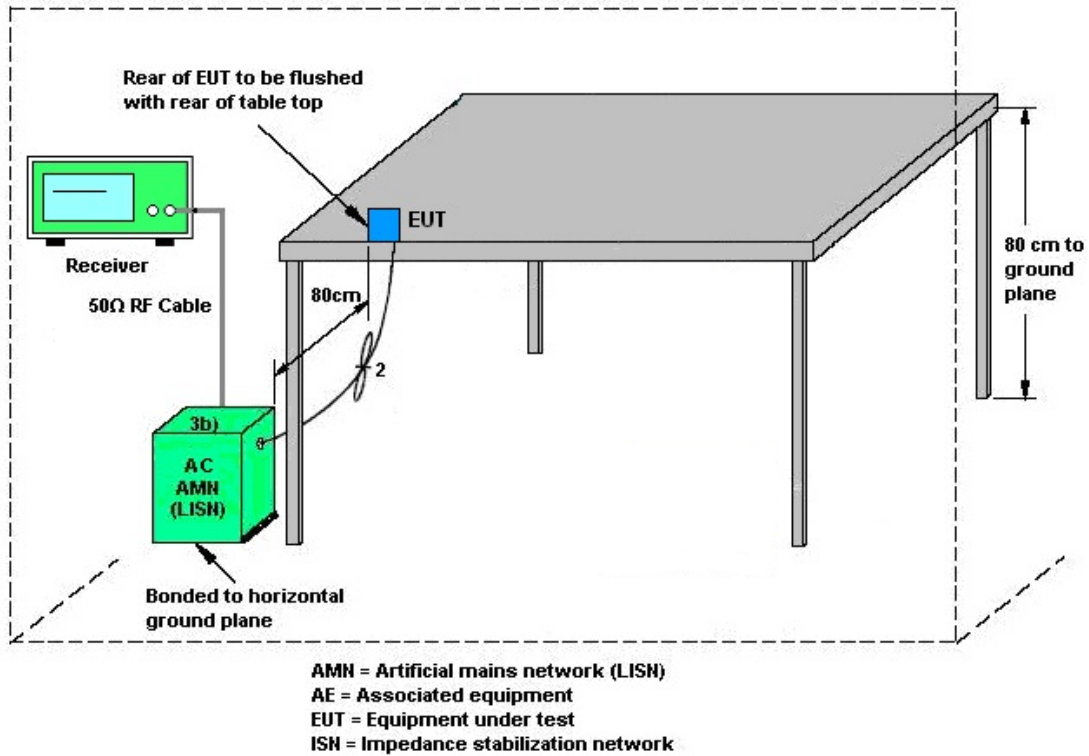 Rear of EUT to be flushed
with rear of table top
EUT
Receiver
80 cm to
ground
plane
80cm
50Ω RF Cable
2
3b)
AC
AMN
(LISN)
Bonded to horizontal
ground plane
AMN = Artificial mains network (LISN)
AE = Associated equipment
EUT = Equipment under test
ISN = Impedance stabilization network